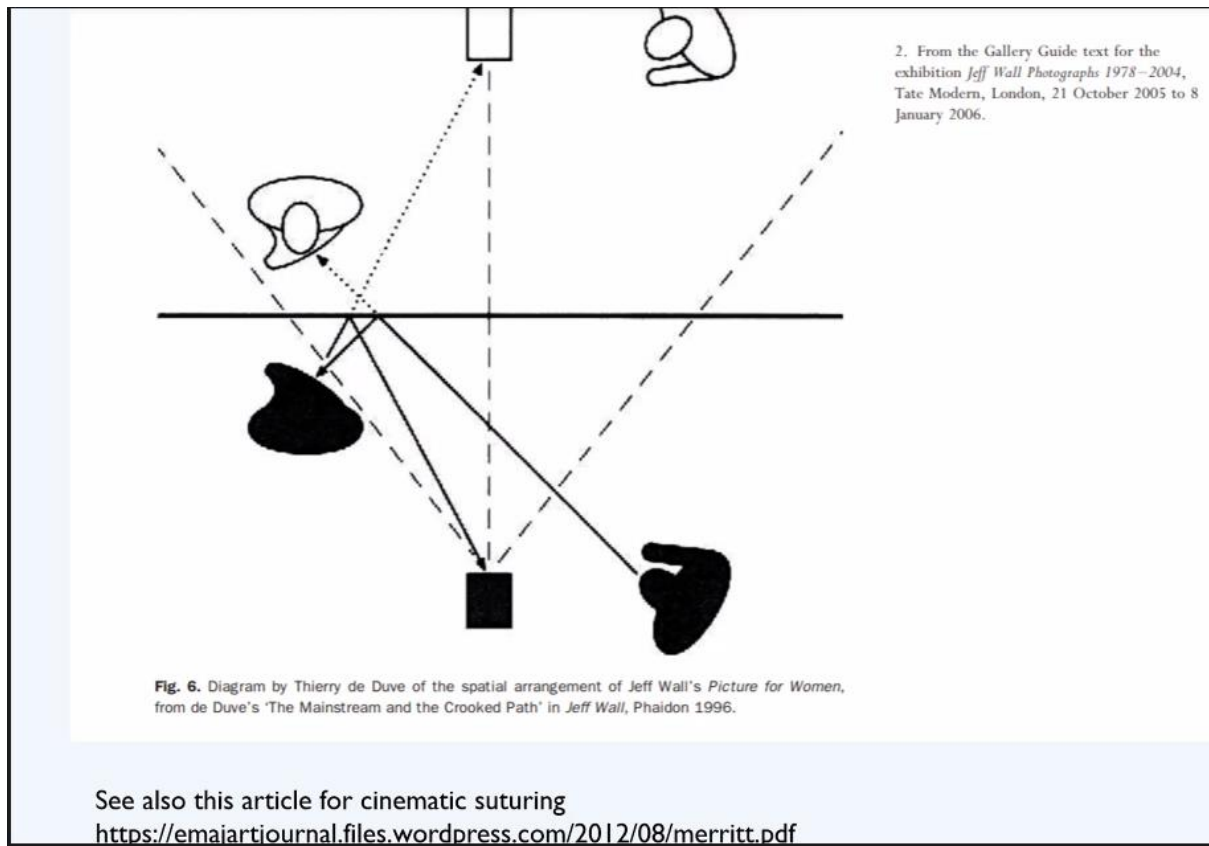 2. From the Gallery Guide text for the
exhibition Jeff Wall Photographs 1978–2004,
Tate Modern, London, 21 October 2005 to 8
January 2006.
Fig. 6. Diagram by Thierry de Duve of the spatial arrangement of Jeff Wall's Picture for Women,
from de Duve's 'The Mainstream and the Crooked Path' in Jeff Wall, Phaidon 1996.
See also this article for cinematic suturing
https://emajartjournal.files.wordpress.com/2012/08/merritt.pdf